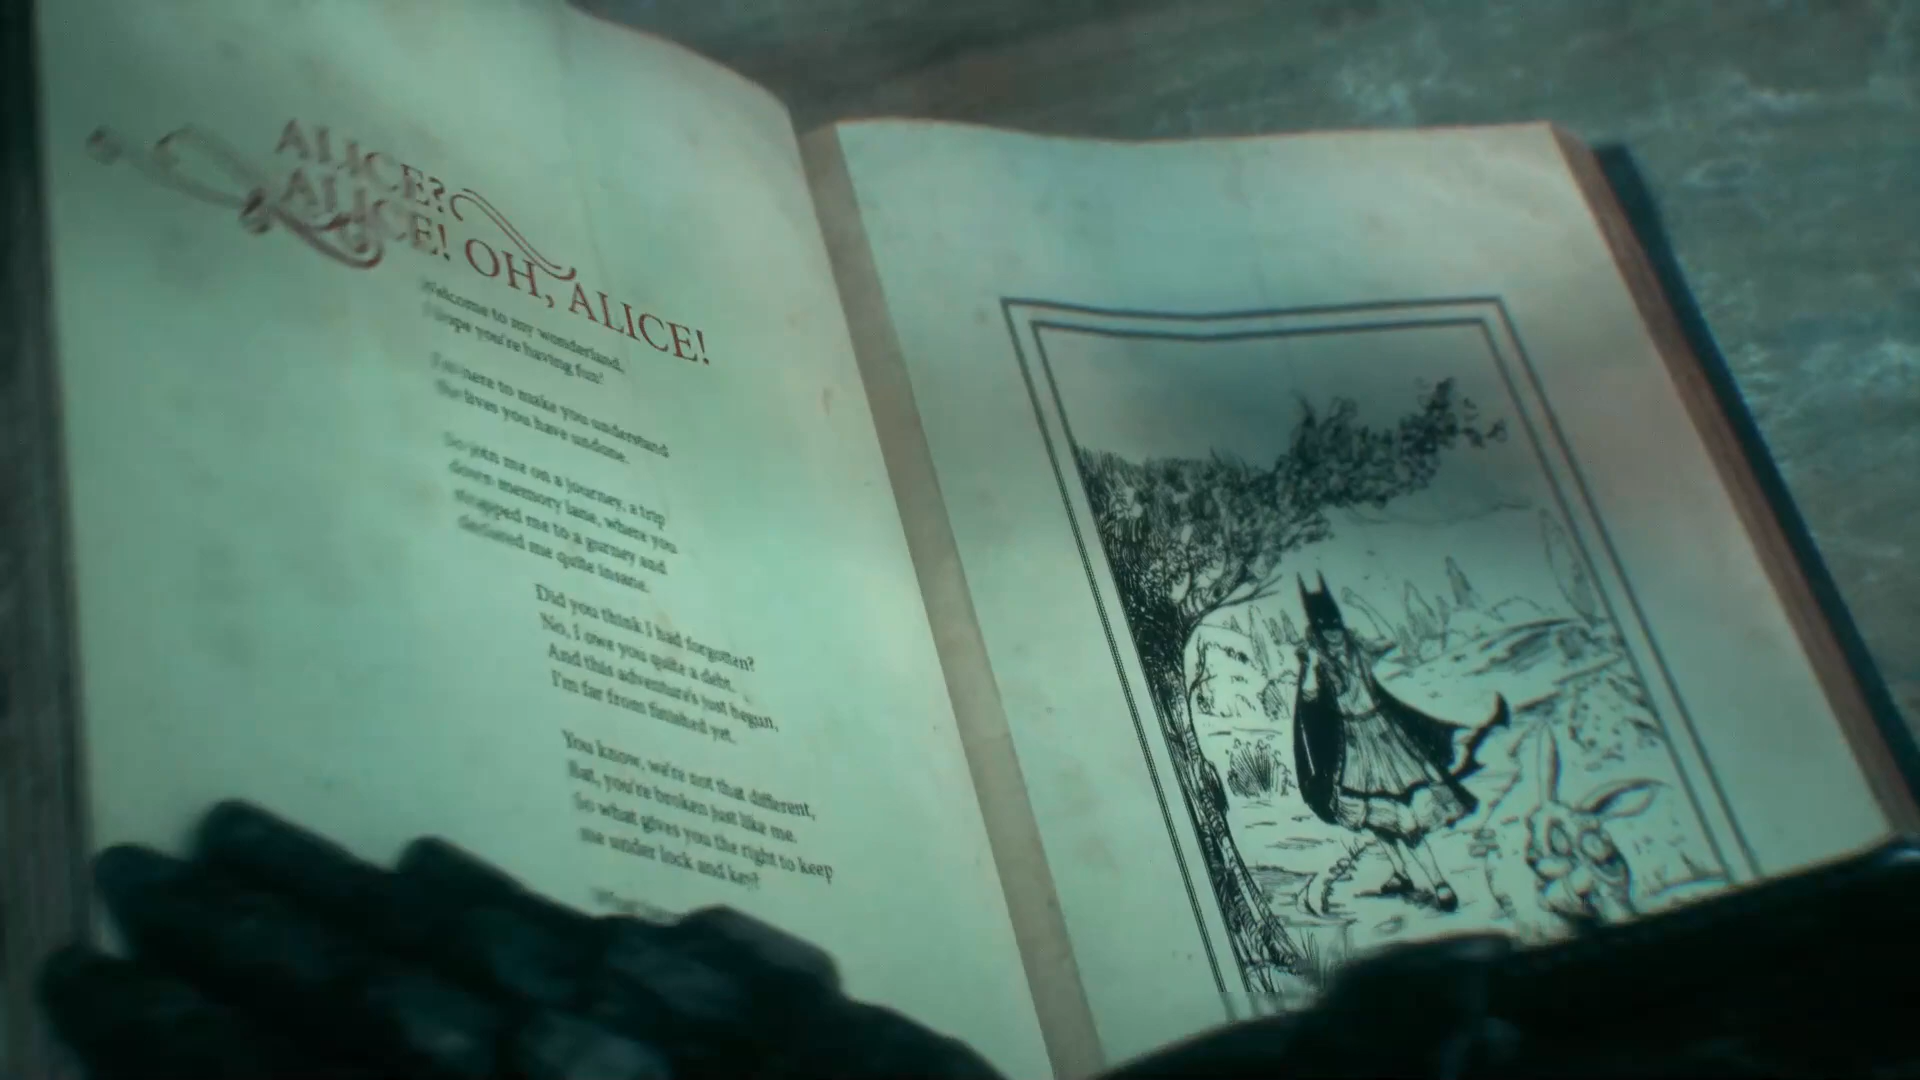 ALICE?
ALICE! OH, ALICE!
Welcome to my wonderland,
I hope you're having fun!
I'm here to make you understand
the lives you have undone.
So join me on a journey, a trip
down memory lane, where you
strapped me to a gurney and
declared me quite insane.
Did you think I had forgotten?
No, I owe you quite a debt.
And this adventure's just begun,
I'm far from finished yet.
You know, we're not that different,
Bat, you're broken just like me.
So what gives you the right to keep
me under lock and key?